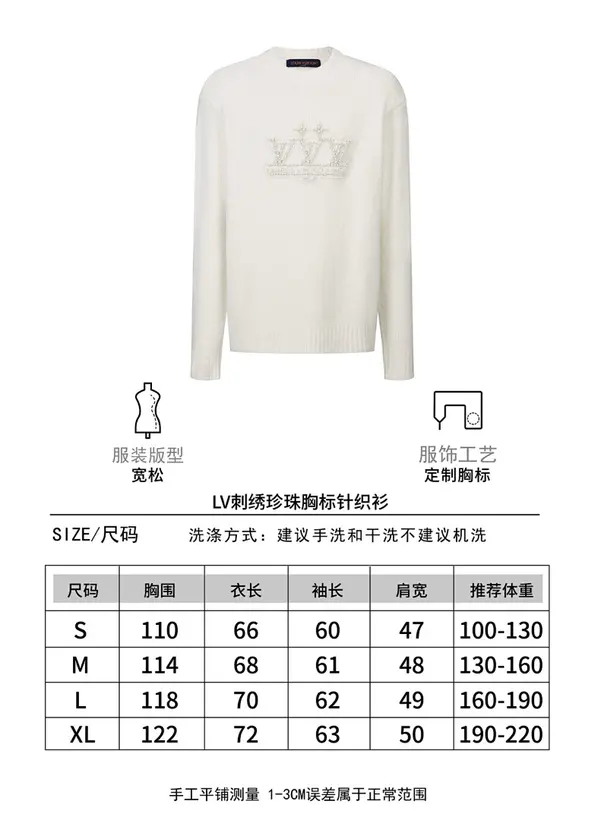 LOUIS VUITTON
服装版型
宽松
服饰工艺
定制胸标
LV刺绣珍珠胸标针织衫
SIZE/尺码 洗涤方式：建议手洗和干洗不建议机洗
尺码 胸围 衣长 袖长 肩宽 推荐体重
S 110 66 60 47 100-130
M 114 68 61 48 130-160
L 118 70 62 49 160-190
XL 122 72 63 50 190-220
手工平铺测量 1-3CM误差属于正常范围